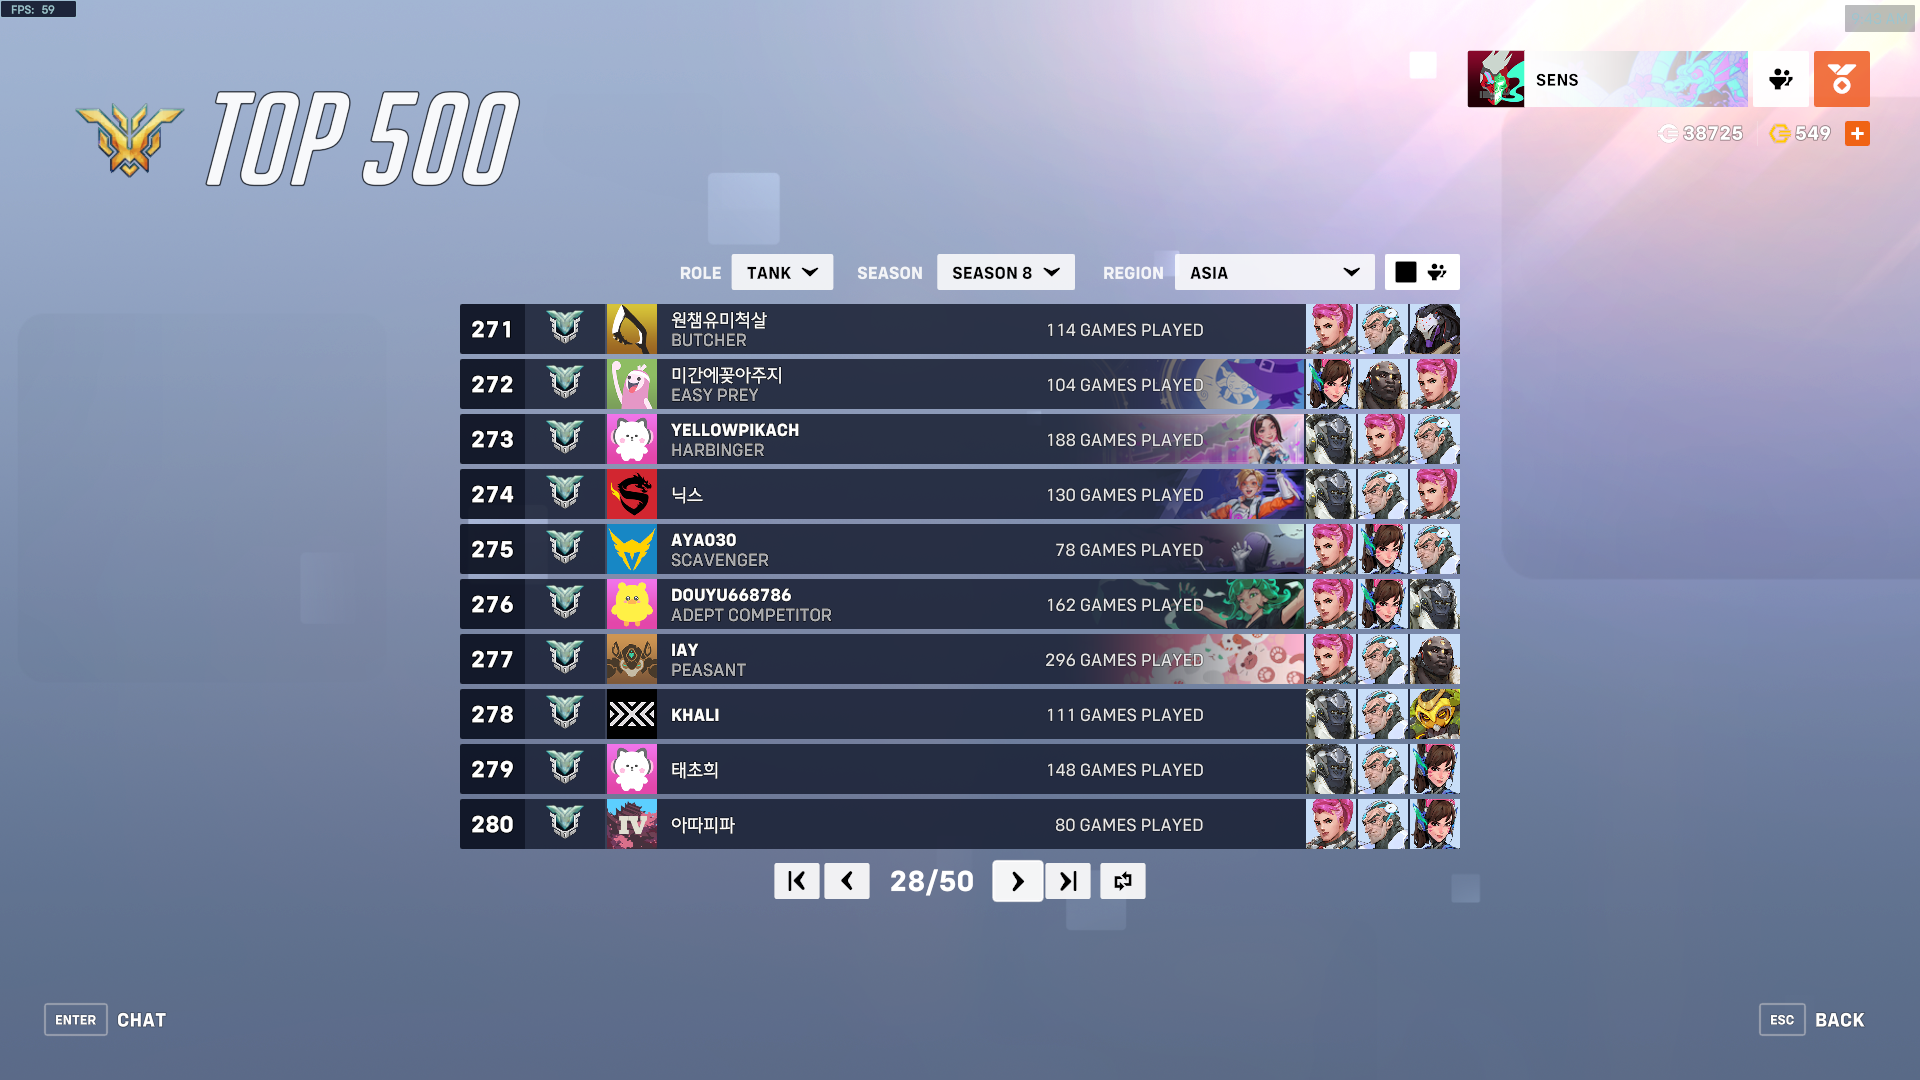 FPS: 59
TOP 500
SENS
38725
549
ROLE TANK SEASON SEASON 8 REGION ASIA
271 원챔유미척살 114 GAMES PLAYED
BUTCHER
272 미간에꽂아주지 104 GAMES PLAYED
EASY PREY
273 YELLOWPIKACH 188 GAMES PLAYED
HARBINGER
274 닉스 130 GAMES PLAYED
275 AYA030 78 GAMES PLAYED
SCAVENGER
276 DOUYU668786 162 GAMES PLAYED
ADEPT COMPETITOR
277 IAY 296 GAMES PLAYED
PEASANT
278 KHALI 111 GAMES PLAYED
279 태초희 148 GAMES PLAYED
280 IV 아따피파 80 GAMES PLAYED
28/50
ENTER CHAT
ESC BACK